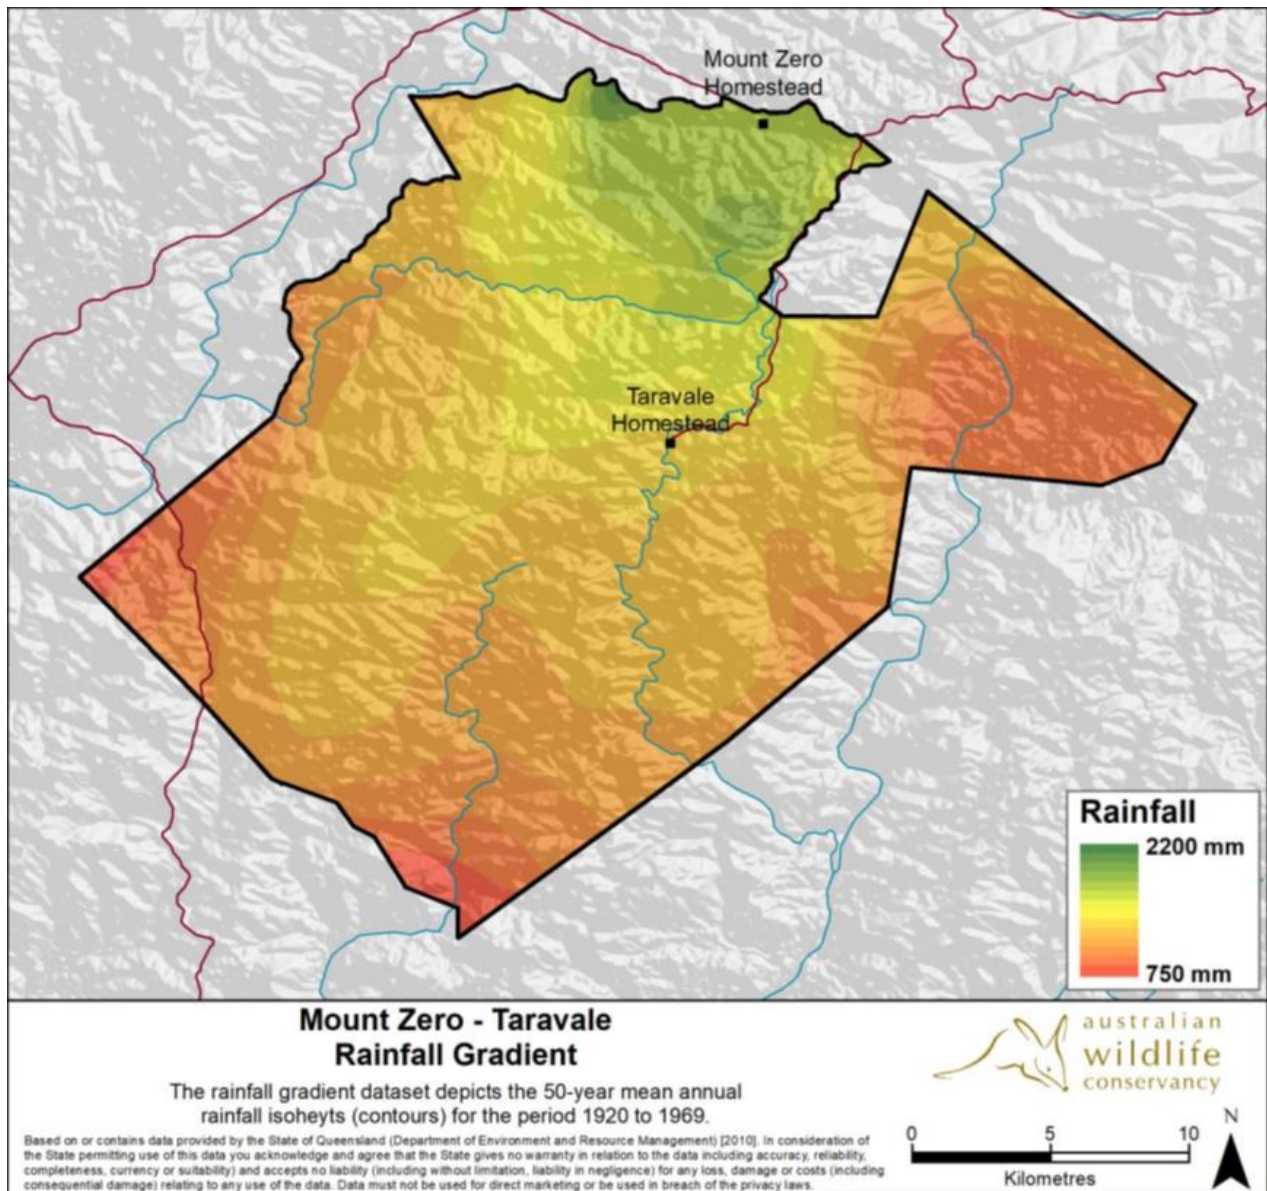 Mount Zero
Homestead
Taravale
Homestead
Rainfall
2200 mm
750 mm
Mount Zero - Taravale
Rainfall Gradient
The rainfall gradient dataset depicts the 50-year mean annual
rainfall isoheyts (contours) for the period 1920 to 1969.
Based on or contains data provided by the State of Queensland (Department of Environment and Resource Management) [2010]. In consideration of
the State permitting use of this data you acknowledge and agree that the State gives no warranty in relation to the data including accuracy, reliability,
completeness, currency or suitability) and accepts no liability (including without limitation, liability in negligence) for any loss, damage or costs (including
consequential damage) relating to any use of the data. Data must not be used for direct marketing or be used in breach of the privacy laws.
australian
wildlife
conservancy
N
0 5 10
Kilometres